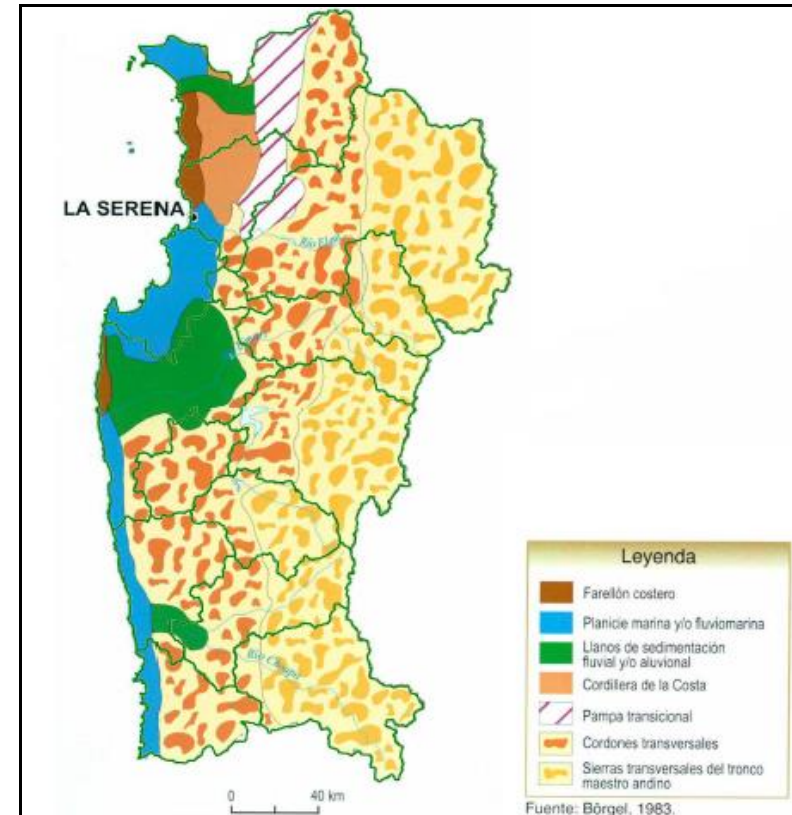 LA SERENA
Río Elqui
Río Choapa
0 40 km
Leyenda
Farellón costero
Planicie marina y/o fluviomarina
Llanos de sedimentación
fluvial y/o aluvional
Cordillera de la Costa
Pampa transicional
Cordones transversales
Sierras transversales del tronco
maestro andino
Fuente: Börgel, 1983.